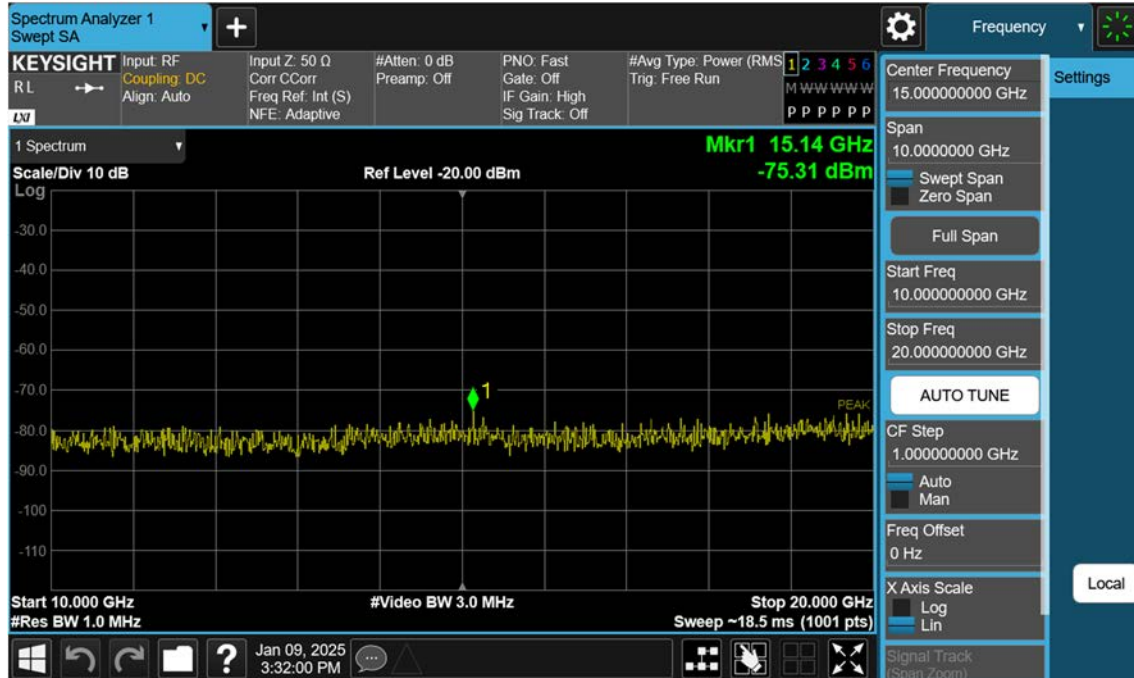 Spectrum Analyzer 1
Swept SA
Frequency
KEYSIGHT
RL
LXI
Input: RF
Coupling: DC
Align: Auto
Input Z: 50 Ω
Corr CCorr
Freq Ref: Int (S)
NFE: Adaptive
#Atten: 0 dB
Preamp: Off
PNO: Fast
Gate: Off
IF Gain: High
Sig Track: Off
#Avg Type: Power (RMS
Trig: Free Run
1 2 3 4 5 6
M W W W W W
P P P P P P
1 Spectrum
Mkr1 15.14 GHz
-75.31 dBm
Scale/Div 10 dB
Ref Level -20.00 dBm
Log
-30.0
-40.0
-50.0
-60.0
-70.0
1
PEAK
-80.0
-90.0
-100
-110
Start 10.000 GHz
#Video BW 3.0 MHz
Stop 20.000 GHz
#Res BW 1.0 MHz
Sweep ~18.5 ms (1001 pts)
Center Frequency
15.000000000 GHz
Span
10.0000000 GHz
Swept Span
Zero Span
Full Span
Start Freq
10.000000000 GHz
Stop Freq
20.000000000 GHz
AUTO TUNE
CF Step
1.000000000 GHz
Auto
Man
Freq Offset
0 Hz
X Axis Scale
Log
Lin
Signal Track
(Span Zoom)
Settings
Local
?
Jan 09, 2025
3:32:00 PM